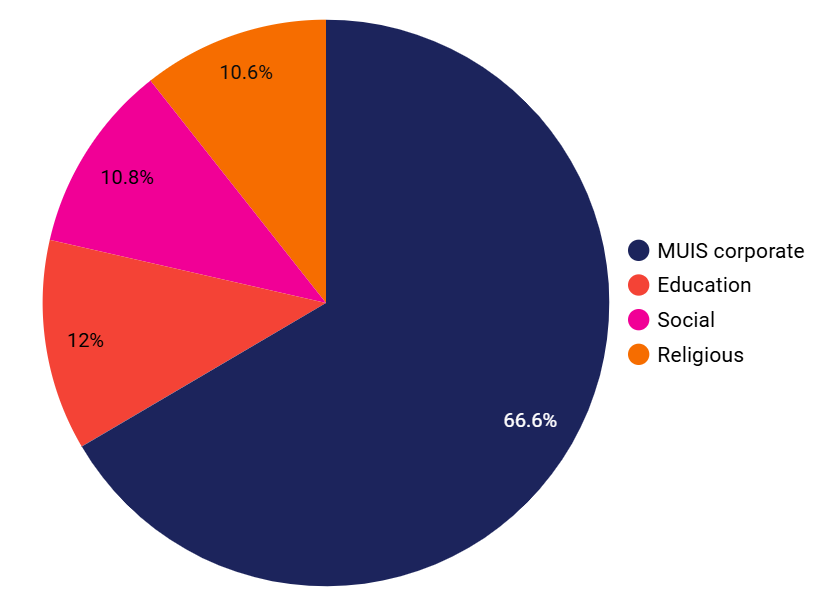 10.6%
10.8%
12%
66.6%
MUIS corporate
Education
Social
Religious